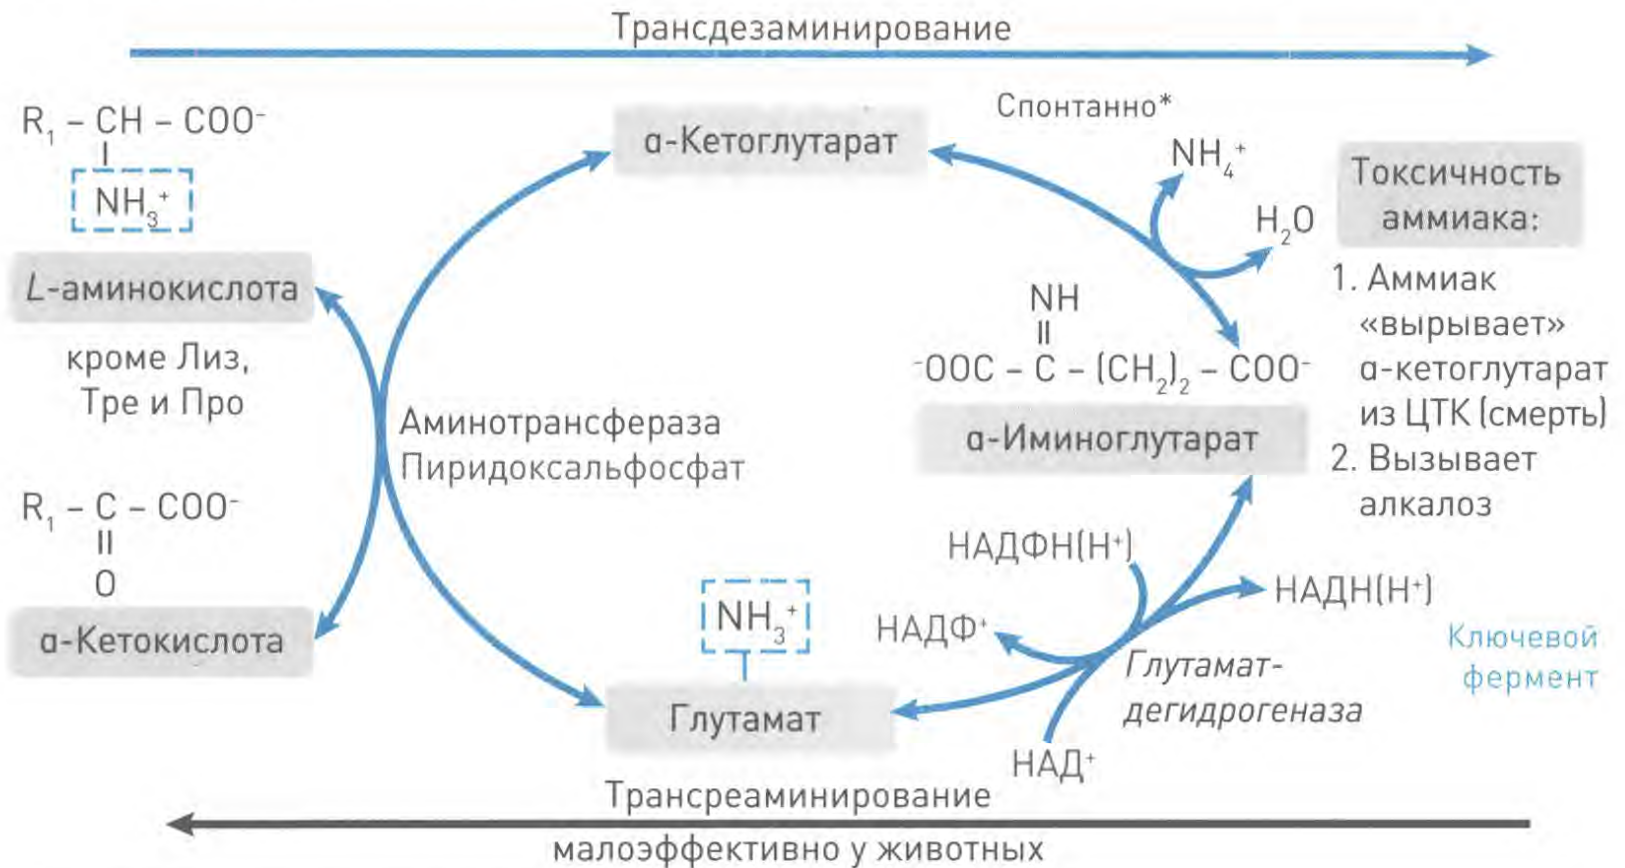 Трансдезаминирование
R₁ – CH – COO⁻
NH₃⁺
L-аминокислота
кроме Лиз,
Тре и Про
R₁ – C – COO⁻
O
α-Кетокислота
α-Кетоглутарат
Аминотрансфераза
Пиридоксальфосфат
NH₃⁺
Глутамат
Спонтанно*
NH₄⁺
H₂O
NH
⁻OOC – C – (CH₂)₂ – COO⁻
α-Иминоглутарат
НАДФН(Н⁺)
НАДФ⁺
НАДН(Н⁺)
Глутамат-
дегидрогеназа
НАД⁺
Ключевой
фермент
Токсичность
аммиака:
1. Аммиак
«вырывает»
α-кетоглутарат
из ЦТК (смерть)
2. Вызывает
алкалоз
Трансреаминирование
малоэффективно у животных